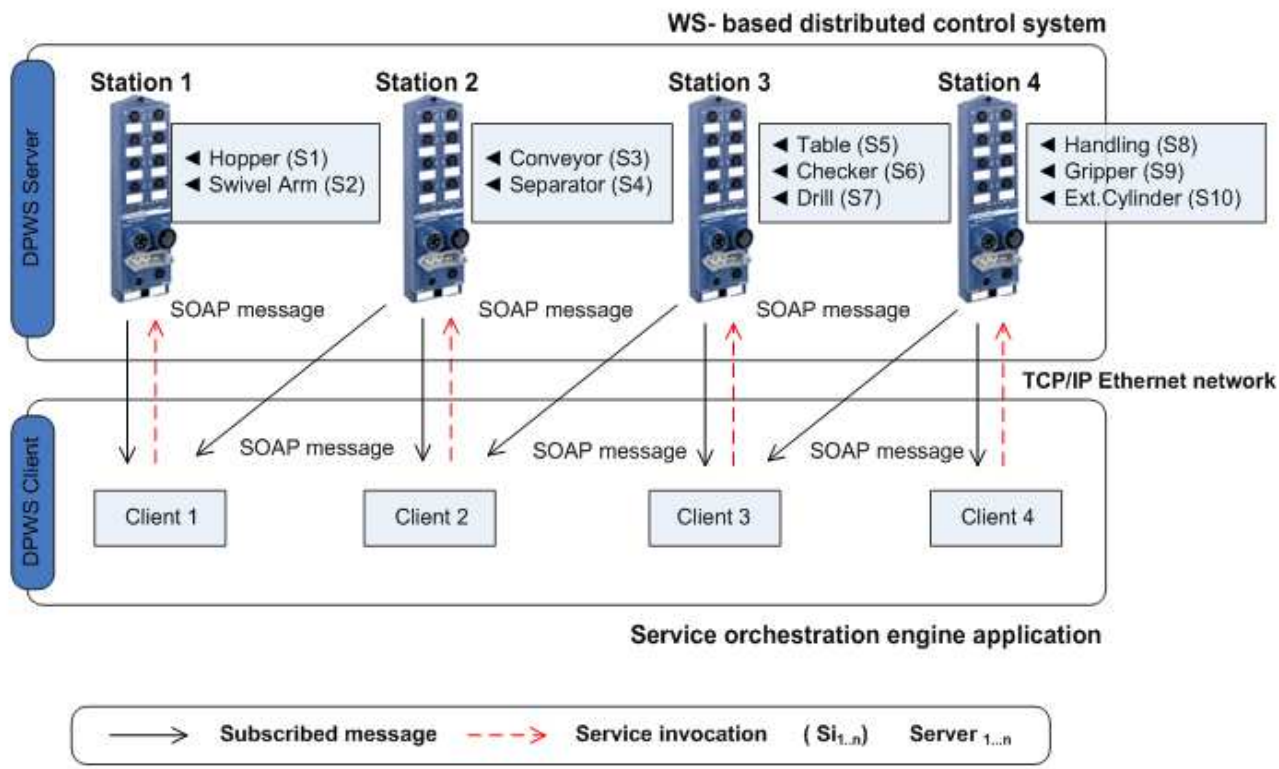 WS- based distributed control system
DPWS Server
Station 1
Station 2
Station 3
Station 4
◄ Hopper (S1)
◄ Swivel Arm (S2)
◄ Conveyor (S3)
◄ Separator (S4)
◄ Table (S5)
◄ Checker (S6)
◄ Drill (S7)
◄ Handling (S8)
◄ Gripper (S9)
◄ Ext.Cylinder (S10)
SOAP message
SOAP message
SOAP message
TCP/IP Ethernet network
DPWS Client
SOAP message
SOAP message
SOAP message
Client 1
Client 2
Client 3
Client 4
Service orchestration engine application
Subscribed message
Service invocation
( Si1..n)
Server 1...n